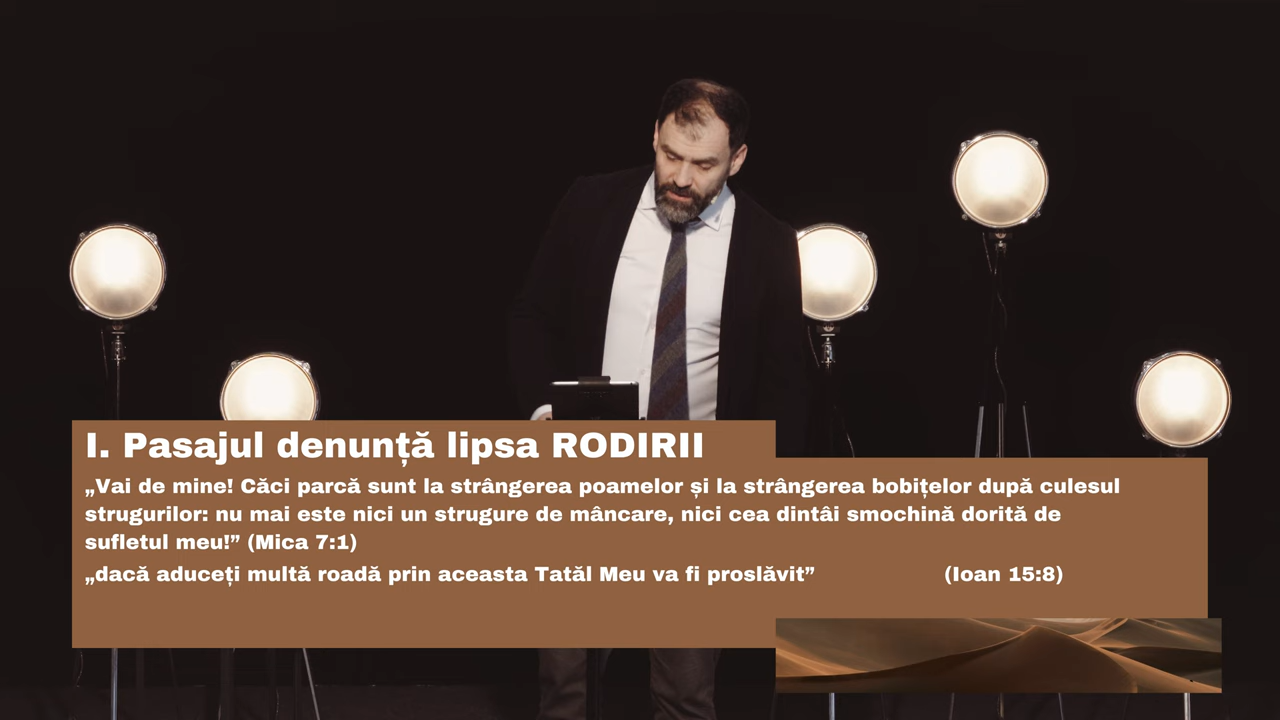 I. Pasajul denunță lipsa RODIRII
„Vai de mine! Căci parcă sunt la strângerea poamelor și la strângerea bobițelor după culesul
strugurilor: nu mai este nici un strugure de mâncare, nici cea dintâi smochină dorită de
sufletul meu!” (Mica 7:1)
„dacă aduceți multă roadă prin aceasta Tatăl Meu va fi proslăvit” (Ioan 15:8)